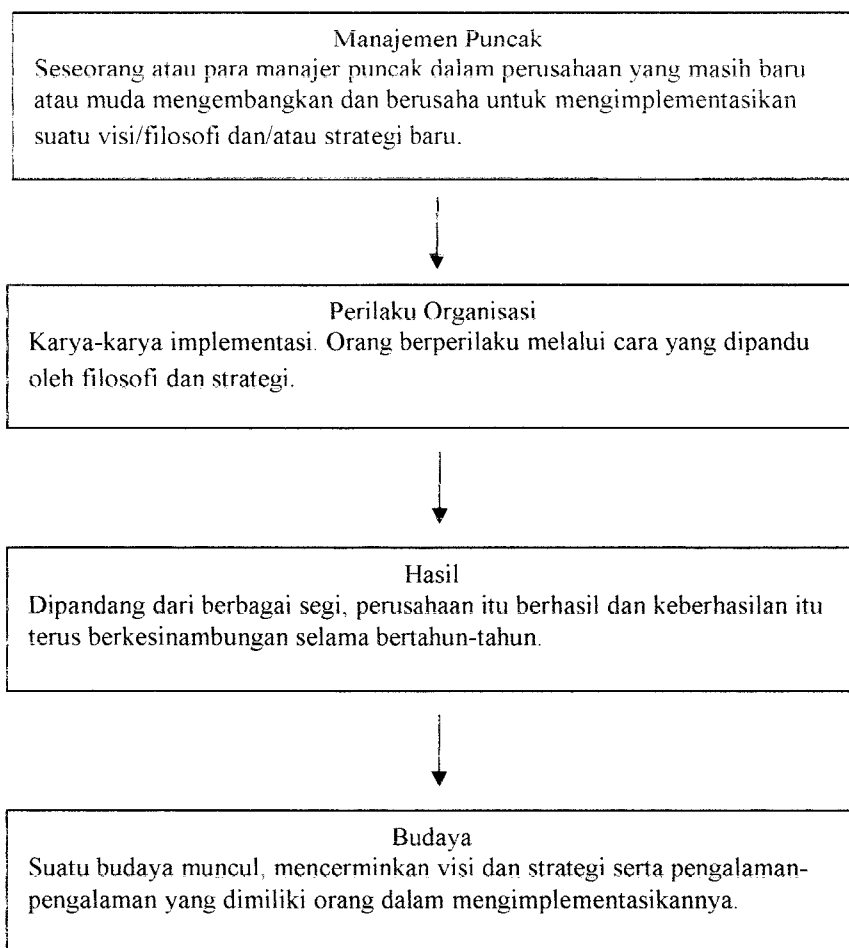 Manajemen Puncak
Seseorang atau para manajer puncak dalam perusahaan yang masih baru
atau muda mengembangkan dan berusaha untuk mengimplementasikan
suatu visi/filosofi dan/atau strategi baru.
Perilaku Organisasi
Karya-karya implementasi. Orang berperilaku melalui cara yang dipandu
oleh filosofi dan strategi.
Hasil
Dipandang dari berbagai segi, perusahaan itu berhasil dan keberhasilan itu
terus berkesinambungan selama bertahun-tahun.
Budaya
Suatu budaya muncul, mencerminkan visi dan strategi serta pengalaman-
pengalaman yang dimiliki orang dalam mengimplementasikannya.